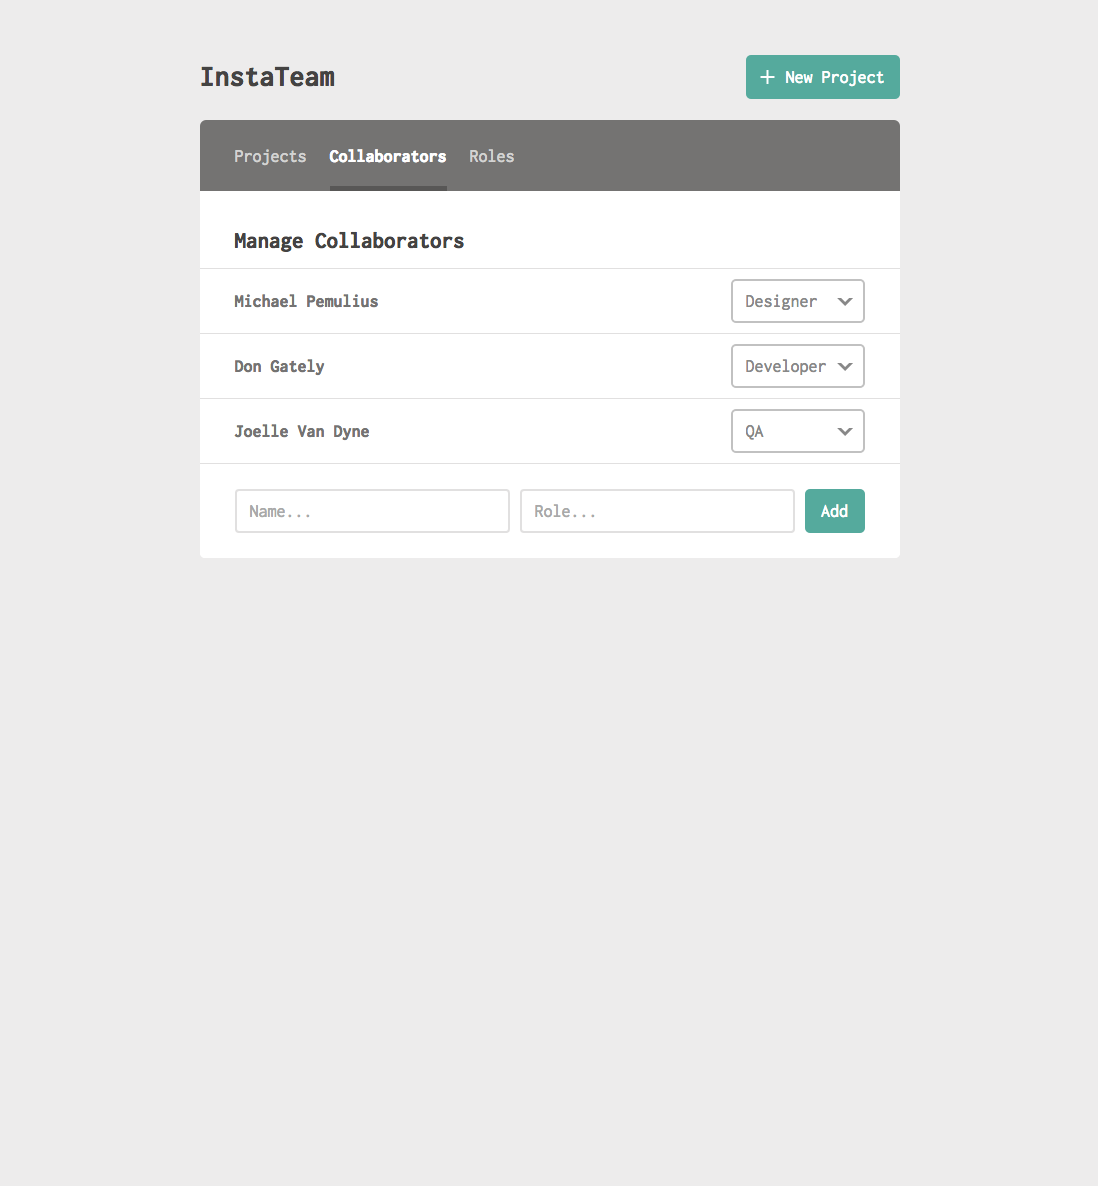 InstaTeam
+ New Project
Projects Collaborators Roles
Manage Collaborators
Michael Pemulius Designer
Don Gately Developer
Joelle Van Dyne QA
Name... Role... Add